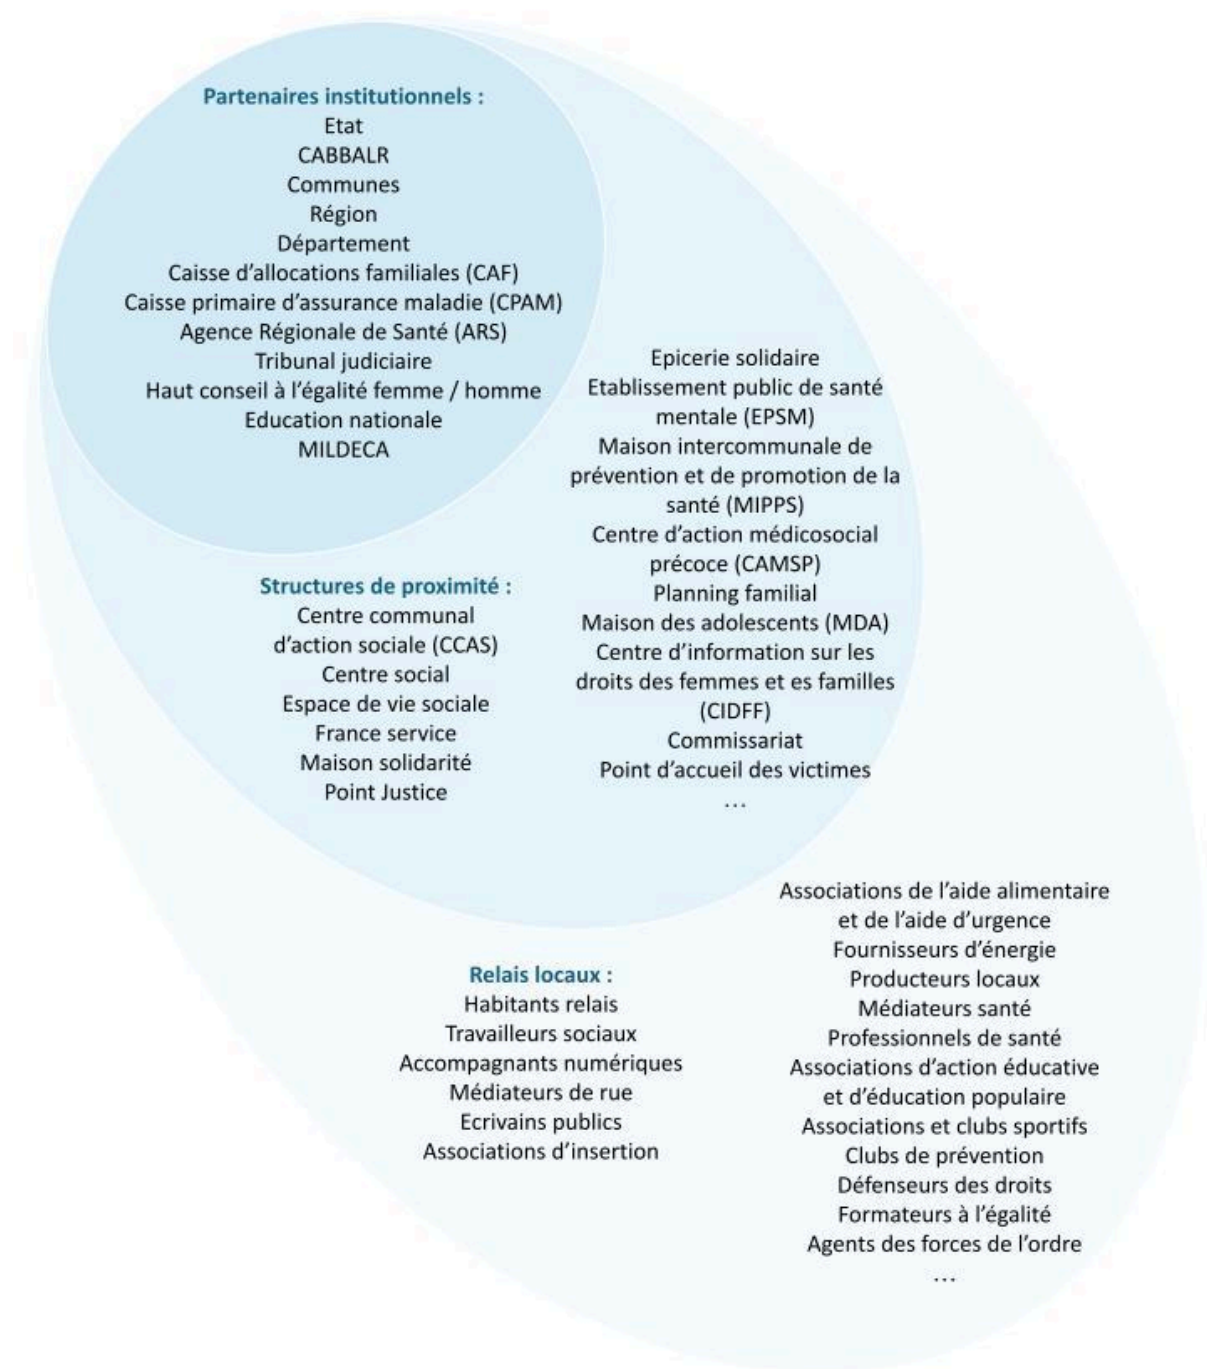 Partenaires institutionnels :
Etat
CABBALR
Communes
Région
Département
Caisse d’allocations familiales (CAF)
Caisse primaire d’assurance maladie (CPAM)
Agence Régionale de Santé (ARS)
Tribunal judiciaire
Haut conseil à l’égalité femme / homme
Education nationale
MILDECA
Structures de proximité :
Centre communal
d’action sociale (CCAS)
Centre social
Espace de vie sociale
France service
Maison solidarité
Point Justice
Epicerie solidaire
Etablissement public de santé
mentale (EPSM)
Maison intercommunale de
prévention et de promotion de la
santé (MIPPS)
Centre d’action médicosocial
précoce (CAMSP)
Planning familial
Maison des adolescents (MDA)
Centre d’information sur les
droits des femmes et es familles
(CIDFF)
Commissariat
Point d’accueil des victimes
…
Relais locaux :
Habitants relais
Travailleurs sociaux
Accompagnants numériques
Médiateurs de rue
Ecrivains publics
Associations d’insertion
Associations de l’aide alimentaire
et de l’aide d’urgence
Fournisseurs d’énergie
Producteurs locaux
Médiateurs santé
Professionnels de santé
Associations d’action éducative
et d’éducation populaire
Associations et clubs sportifs
Clubs de prévention
Défenseurs des droits
Formateurs à l’égalité
Agents des forces de l’ordre
…